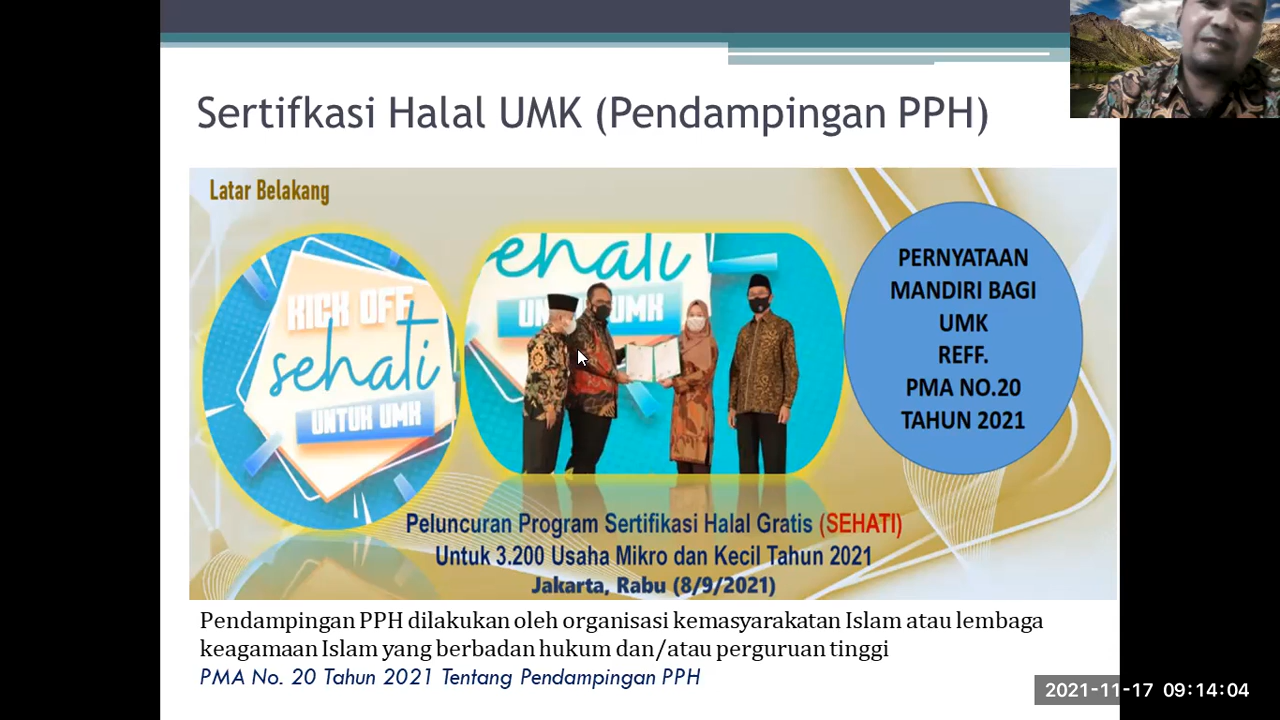 Sertifkasi Halal UMK (Pendampingan PPH)
Latar Belakang
KICK OFF
sehati
UNTUK UMK
sehati
UNTUK UMK
PERNYATAAN
MANDIRI BAGI
UMK
REFF.
PMA NO.20
TAHUN 2021
Peluncuran Program Sertifikasi Halal Gratis (SEHATI)
Untuk 3.200 Usaha Mikro dan Kecil Tahun 2021
Jakarta, Rabu (8/9/2021)
Pendampingan PPH dilakukan oleh organisasi kemasyarakatan Islam atau lembaga
keagamaan Islam yang berbadan hukum dan/atau perguruan tinggi
PMA No. 20 Tahun 2021 Tentang Pendampingan PPH
2021-11-17 09:14:04